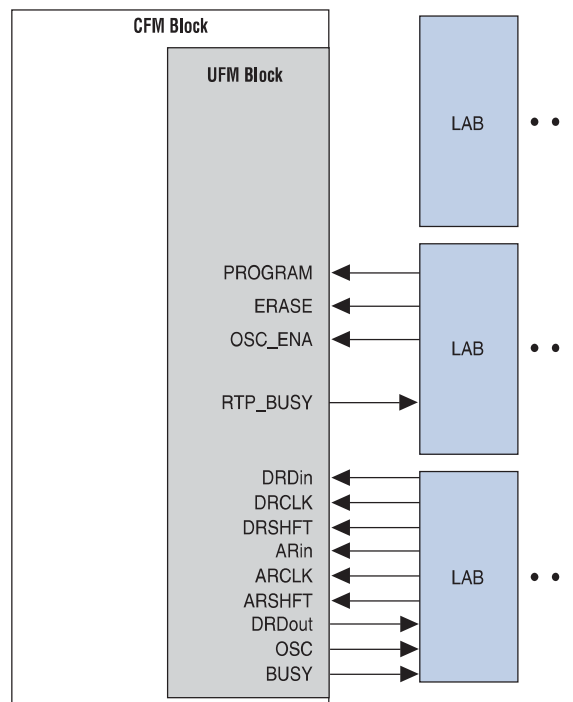 CFM Block
UFM Block
LAB
PROGRAM
ERASE
OSC_ENA
LAB
RTP_BUSY
DRDin
DRCLK
DRSHFT
ARin
ARCLK
LAB
ARSHFT
DRDout
OSC
BUSY